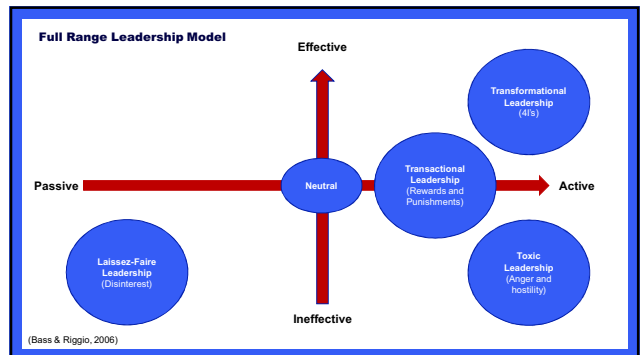 Full Range Leadership Model
Effective
Transformational
Leadership
(4I's)
Passive
Neutral
Transactional
Leadership
(Rewards and
Punishments)
Active
Laissez-Faire
Leadership
(Disinterest)
Toxic
Leadership
(Anger and
hostility)
Ineffective
(Bass & Riggio, 2006)